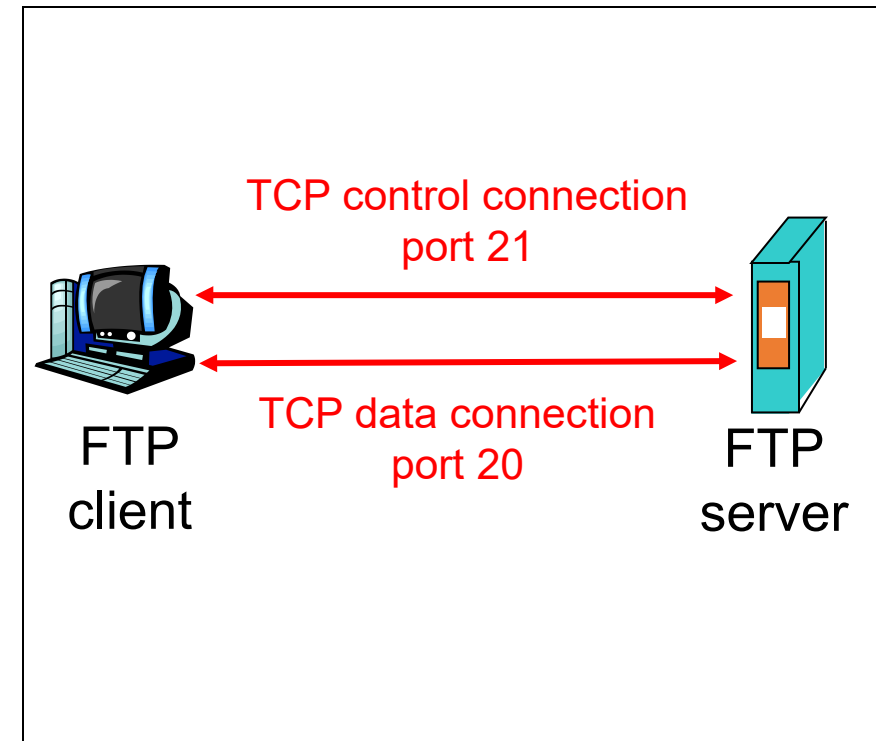 TCP control connection
port 21
TCP data connection
port 20
FTP
client
FTP
server